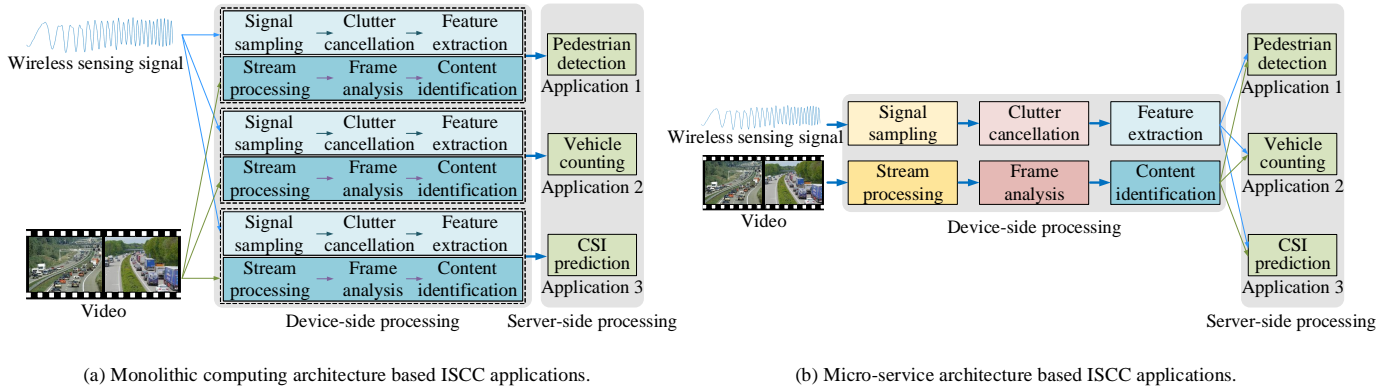 Signal sampling
Clutter cancellation
Feature extraction
Stream processing
Frame analysis
Content identification
Signal sampling
Clutter cancellation
Feature extraction
Stream processing
Frame analysis
Content identification
Signal sampling
Clutter cancellation
Feature extraction
Stream processing
Frame analysis
Content identification
Wireless sensing signal
Video
Device-side processing
Pedestrian detection
Application 1
Vehicle counting
Application 2
CSI prediction
Application 3
Server-side processing
(a) Monolithic computing architecture based ISCC applications.
Wireless sensing signal
Video
Signal sampling
Clutter cancellation
Feature extraction
Stream processing
Frame analysis
Content identification
Device-side processing
Pedestrian detection
Application 1
Vehicle counting
Application 2
CSI prediction
Application 3
Server-side processing
(b) Micro-service architecture based ISCC applications.